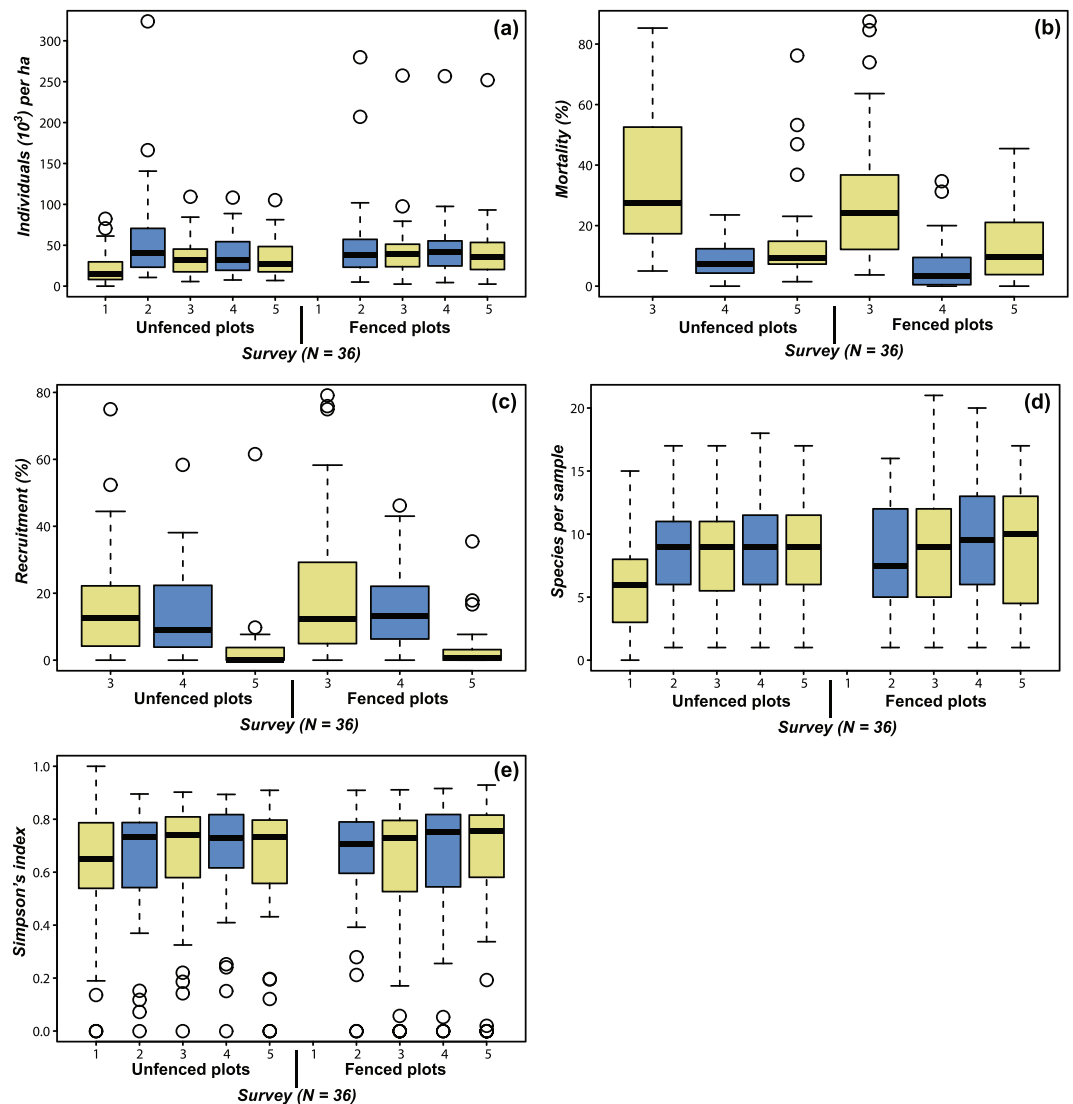 (a)
Individuals (10³) per ha
300
250
200
150
100
50
0
1 2 3 4 5 1 2 3 4 5
Unfenced plots Fenced plots
Survey (N = 36)
(b)
Mortality (%)
80
60
40
20
0
3 4 5 3 4 5
Unfenced plots Fenced plots
Survey (N = 36)
(c)
Recruitment (%)
80
60
40
20
0
3 4 5 3 4 5
Unfenced plots Fenced plots
Survey (N = 36)
(d)
Species per sample
20
15
10
5
0
1 2 3 4 5 1 2 3 4 5
Unfenced plots Fenced plots
Survey (N = 36)
(e)
Simpson's index
1.0
0.8
0.6
0.4
0.2
0.0
1 2 3 4 5 1 2 3 4 5
Unfenced plots Fenced plots
Survey (N = 36)